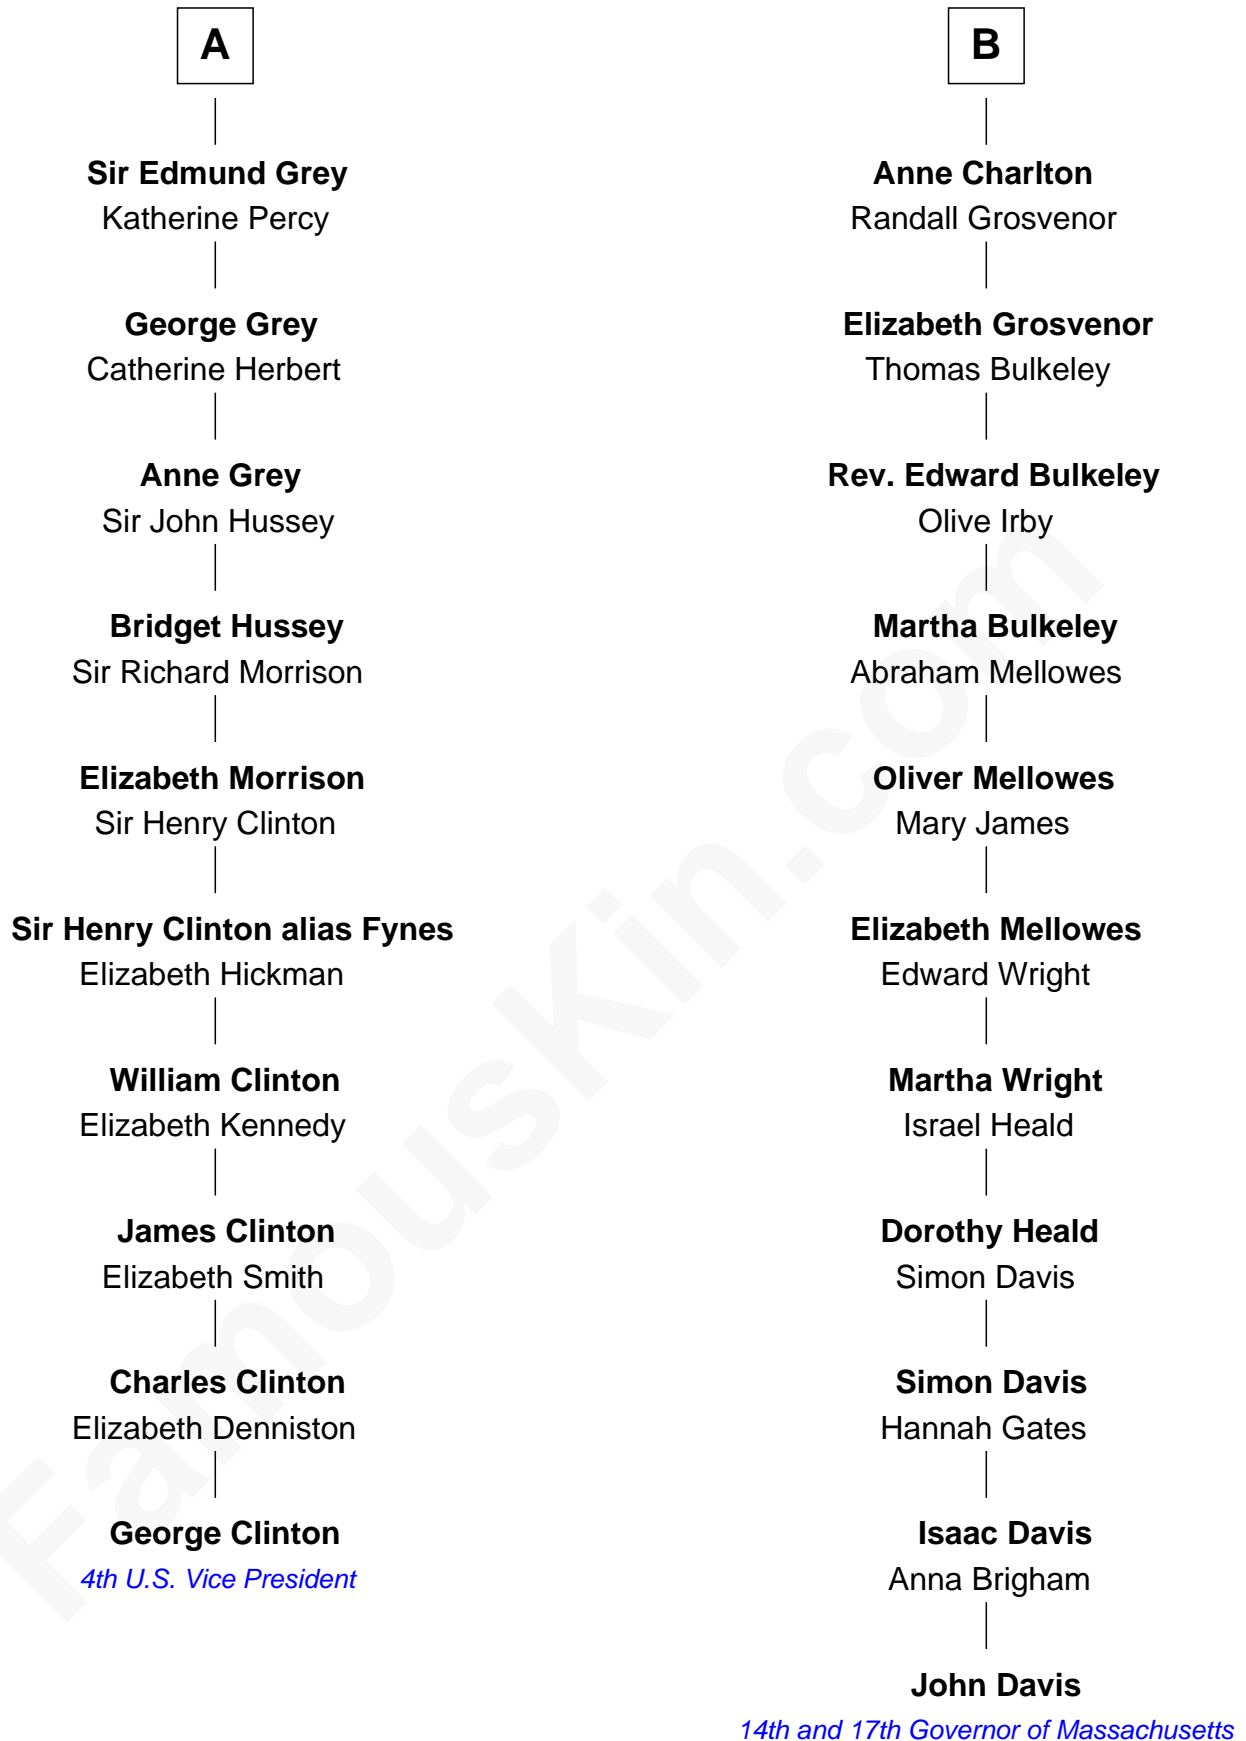 A
Sir Edmund Grey
Katherine Percy
George Grey
Catherine Herbert
Anne Grey
Sir John Hussey
Bridget Hussey
Sir Richard Morrison
Elizabeth Morrison
Sir Henry Clinton
Sir Henry Clinton alias Fynes
Elizabeth Hickman
William Clinton
Elizabeth Kennedy
James Clinton
Elizabeth Smith
Charles Clinton
Elizabeth Denniston
George Clinton
4th U.S. Vice President
B
Anne Charlton
Randall Grosvenor
Elizabeth Grosvenor
Thomas Bulkeley
Rev. Edward Bulkeley
Olive Irby
Martha Bulkeley
Abraham Mellowes
Oliver Mellowes
Mary James
Elizabeth Mellowes
Edward Wright
Martha Wright
Israel Heald
Dorothy Heald
Simon Davis
Simon Davis
Hannah Gates
Isaac Davis
Anna Brigham
John Davis
14th and 17th Governor of Massachusetts
FamousKin.com